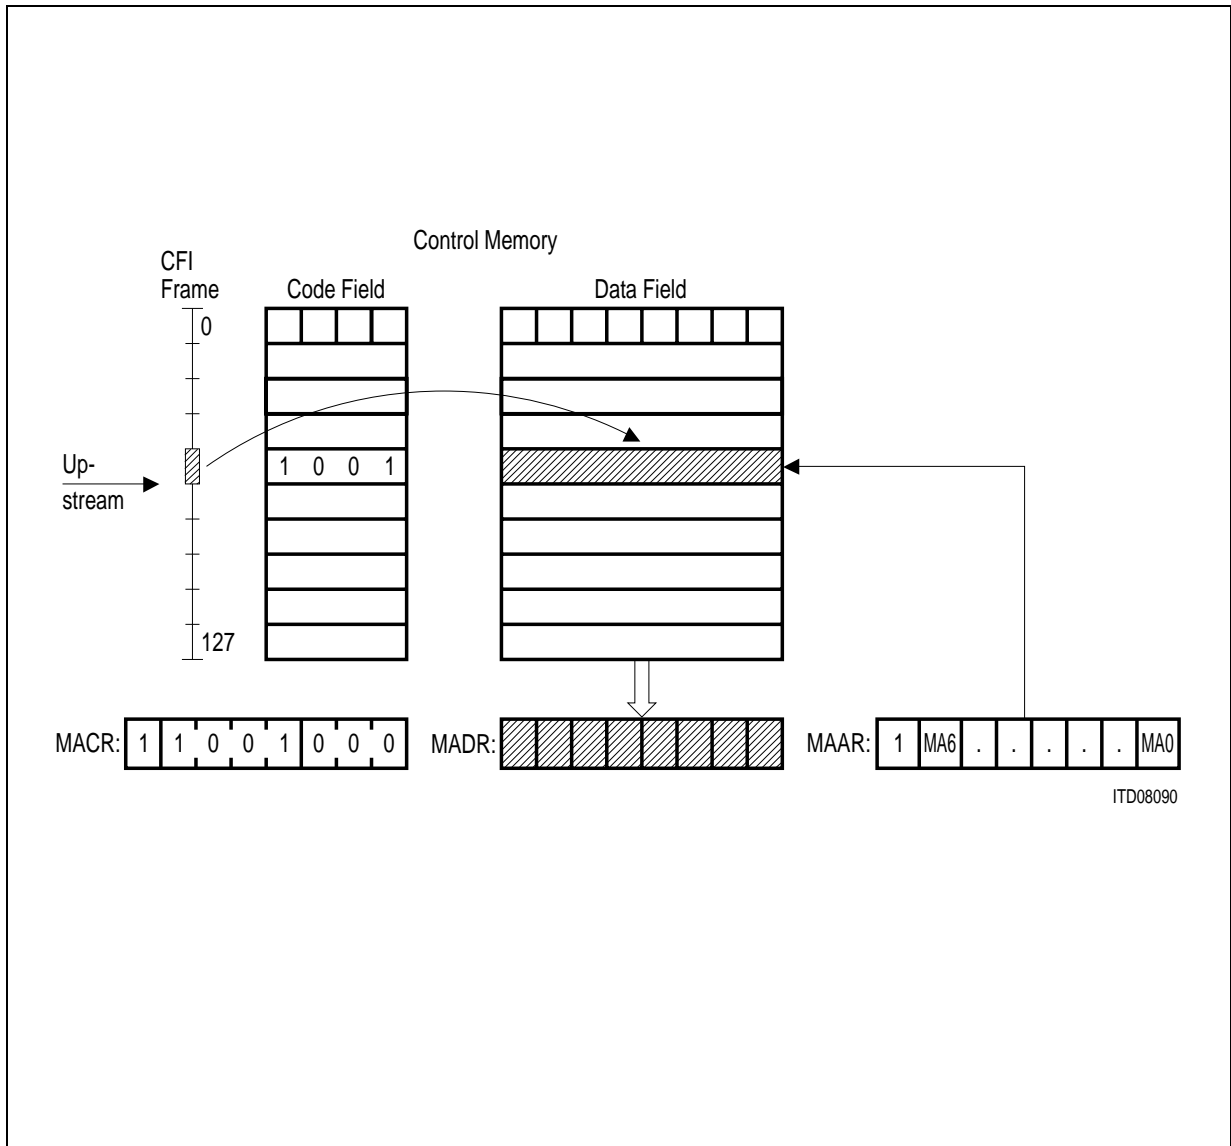 Control Memory
CFI
Frame
Code Field
Data Field
0
Up-
stream
1 0 0 1
127
MACR: 1 1 0 0 1 0 0 0
MADR:
MAAR: 1 MA6 . . . . . MA0
ITD08090